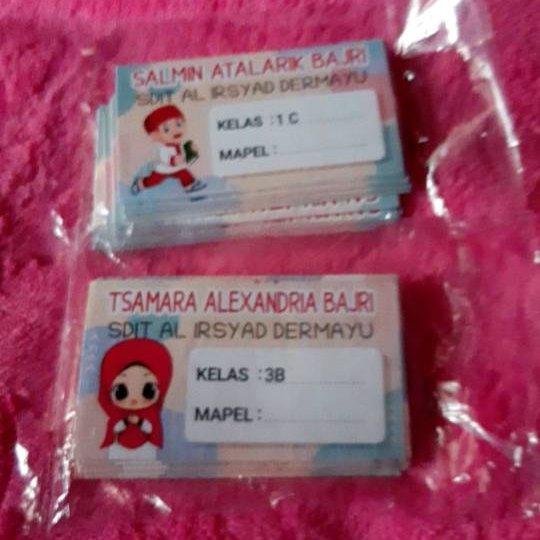 SALMIN ATALARIK BAJRI
SDIT AL IRSYAD DERMAYU
KELAS : 1 C
MAPEL :
TSAMARA ALEXANDRIA BAJRI
SDIT AL IRSYAD DERMAYU
KELAS : 3B
MAPEL :